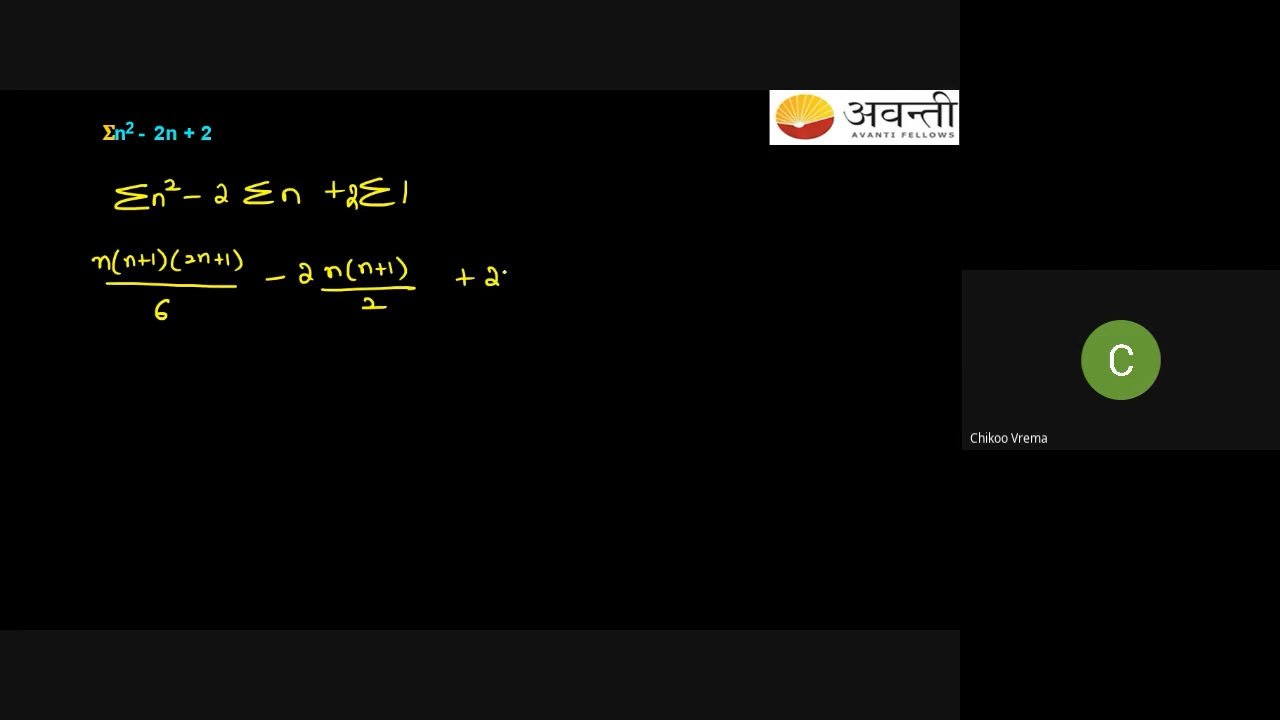 अवन्ती
AVANTI FELLOWS
Σn² - 2n + 2
Σn² - 2 Σn + 2Σ1
n(n+1)(2n+1)/6 - 2 n(n+1)/2 + 2
C
Chikoo Vrema